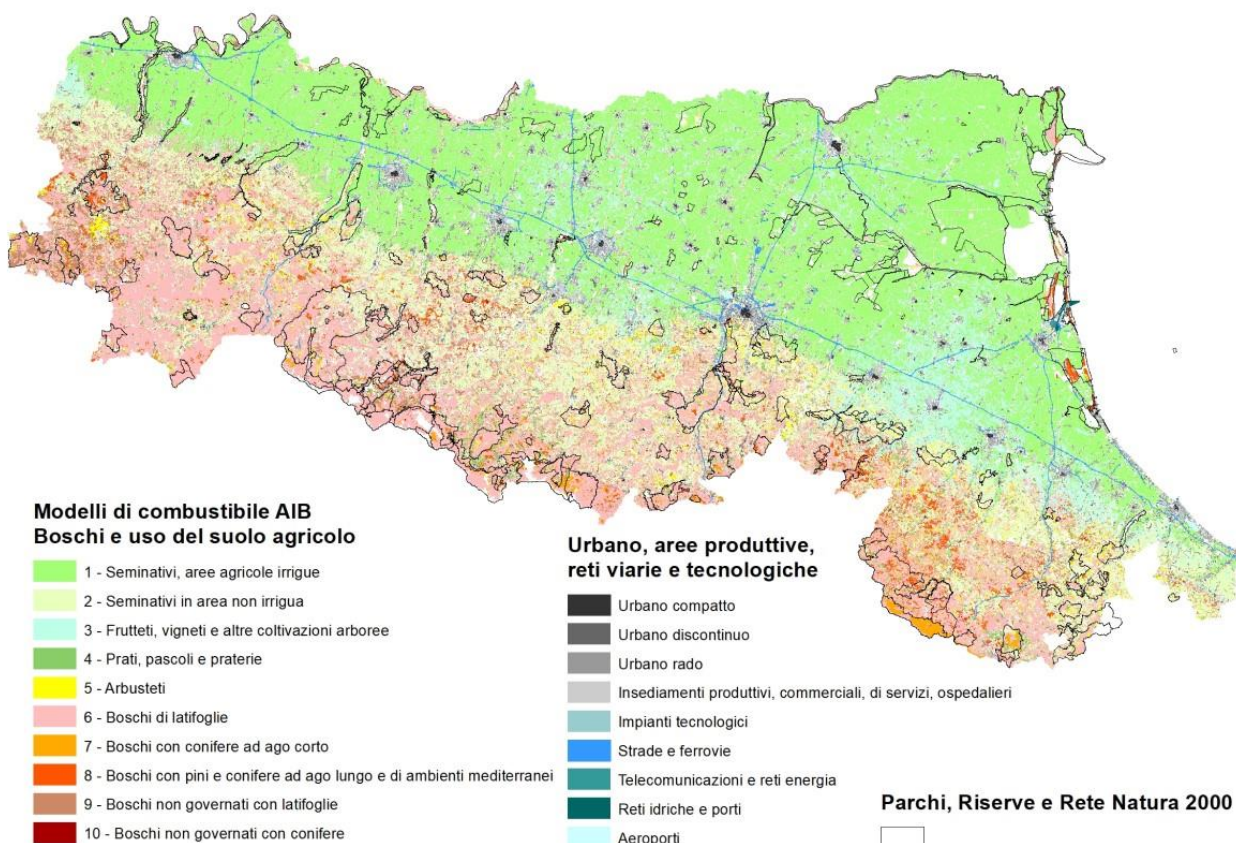 Modelli di combustibile AIB
Boschi e uso del suolo agricolo
1 - Seminativi, aree agricole irrigue
2 - Seminativi in area non irrigua
3 - Frutteti, vigneti e altre coltivazioni arboree
4 - Prati, pascoli e praterie
5 - Arbusteti
6 - Boschi di latifoglie
7 - Boschi con conifere ad ago corto
8 - Boschi con pini e conifere ad ago lungo e di ambienti mediterranei
9 - Boschi non governati con latifoglie
10 - Boschi non governati con conifere
Urbano, aree produttive,
reti viarie e tecnologiche
Urbano compatto
Urbano discontinuo
Urbano rado
Insediamenti produttivi, commerciali, di servizi, ospedalieri
Impianti tecnologici
Strade e ferrovie
Telecomunicazioni e reti energia
Reti idriche e porti
Aeroporti
Parchi, Riserve e Rete Natura 2000